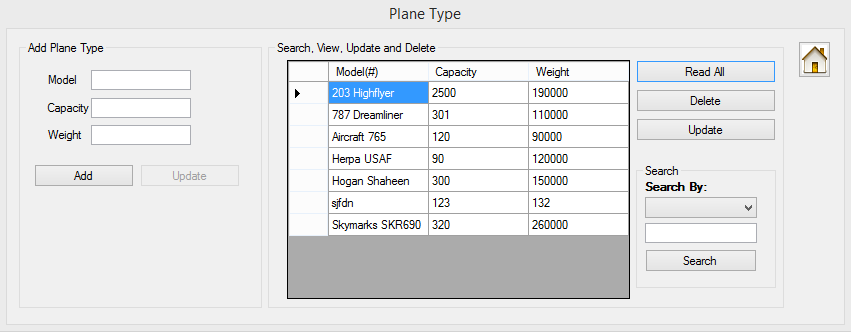 Plane Type
Add Plane Type
Model
Capacity
Weight
Add
Update
Search, View, Update and Delete
Model(#) Capacity Weight
203 Highflyer 2500 190000
787 Dreamliner 301 110000
Aircraft 765 120 90000
Herpa USAF 90 120000
Hogan Shaheen 300 150000
sjfdn 123 132
Skymarks SKR690 320 260000
Read All
Delete
Update
Search
Search By:
Search